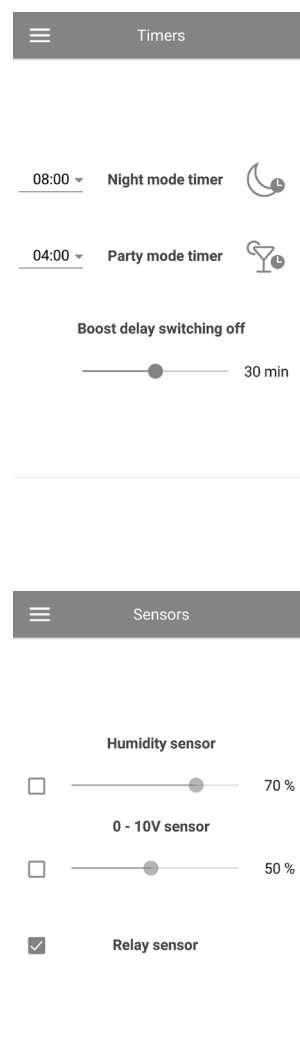 Timers
08:00 Night mode timer
04:00 Party mode timer
Boost delay switching off
30 min
Sensors
Humidity sensor
70 %
0 - 10V sensor
50 %
Relay sensor